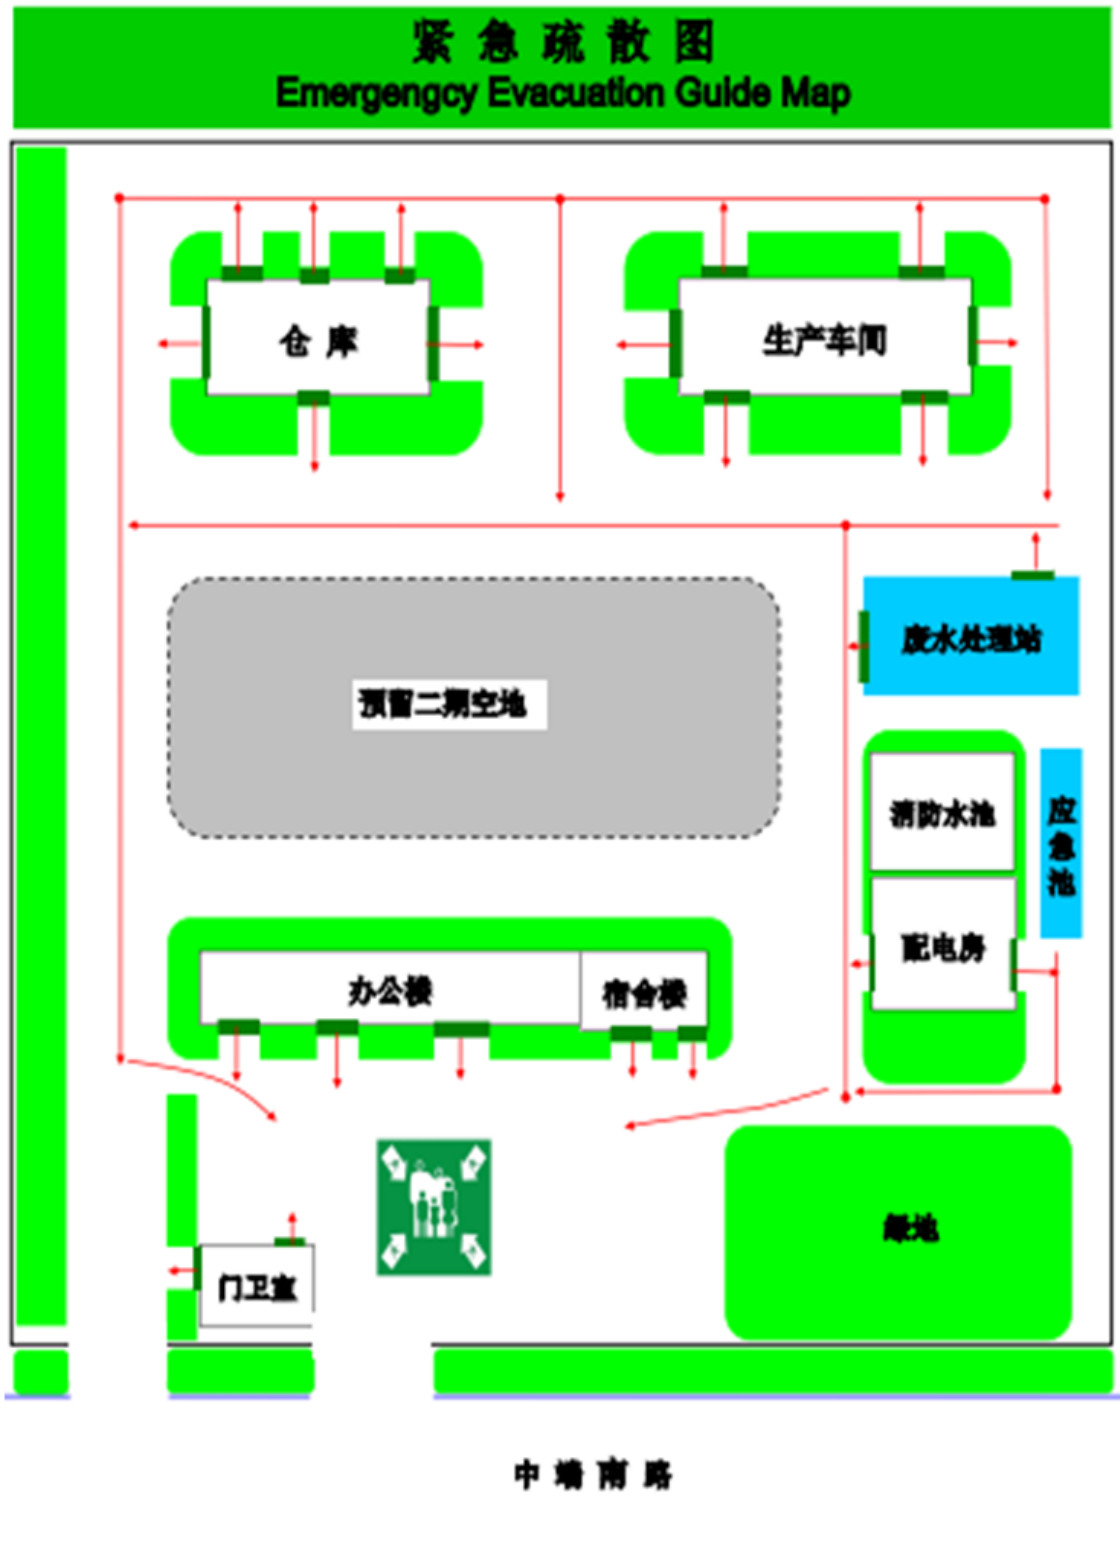 紧急疏散图
Emergengcy Evacuation Guide Map
仓库
生产车间
废水处理站
预留二期空地
消防水池
应急池
配电房
办公楼
宿舍楼
绿地
门卫室
中端南路